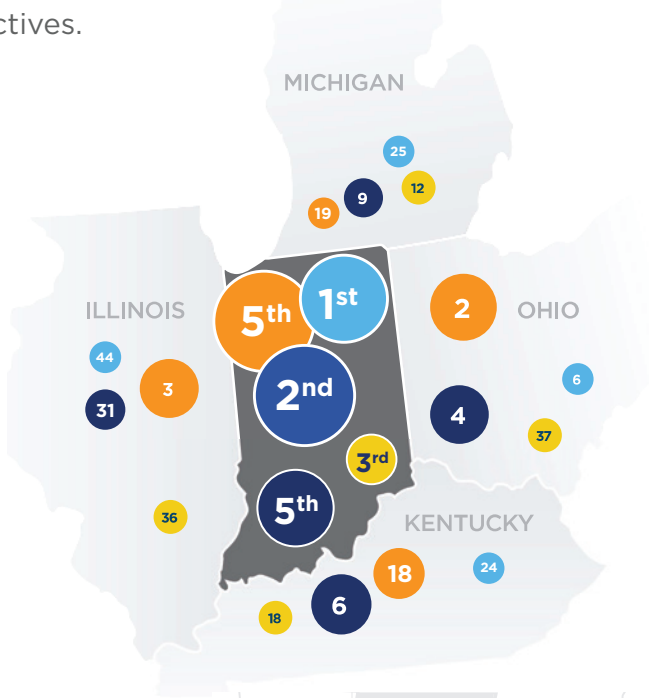 ctives.
MICHIGAN
25
12
9
19
ILLINOIS
44
3
31
36
5th
1st
2nd
3rd
5th
2
OHIO
6
4
37
KENTUCKY
18
24
6
18